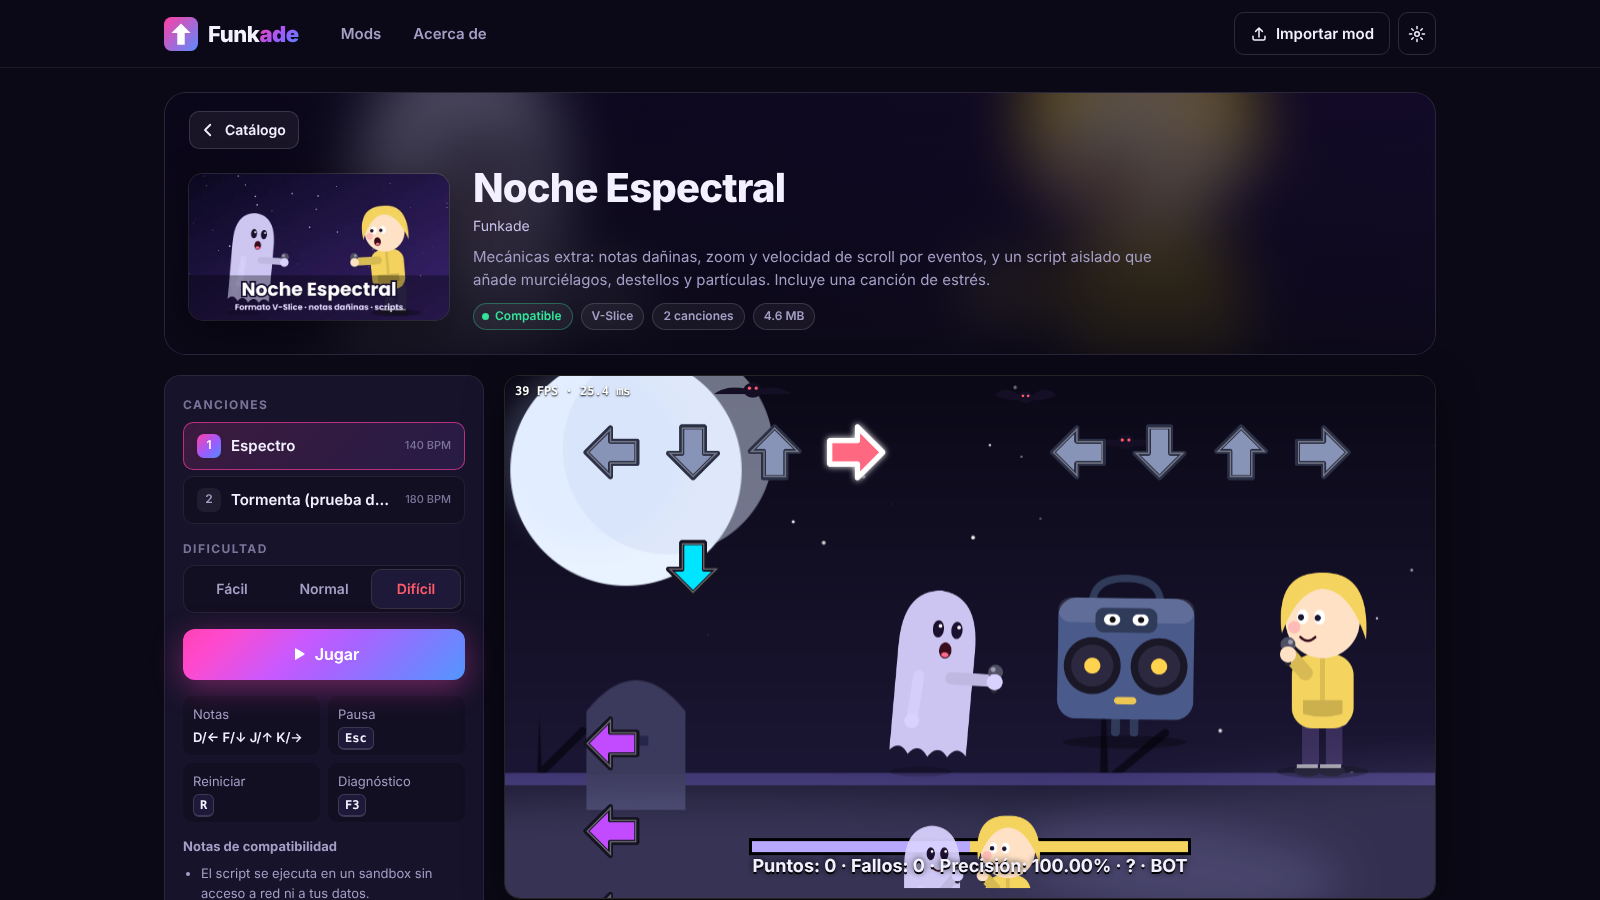 Funkade
Mods
Acerca de
Importar mod
Catálogo
Noche Espectral
Formato V-Slice · notas dañinas · scripts.
Noche Espectral
Funkade
Mecánicas extra: notas dañinas, zoom y velocidad de scroll por eventos, y un script aislado que
añade murciélagos, destellos y partículas. Incluye una canción de estrés.
Compatible
V-Slice
2 canciones
4.6 MB
CANCIONES
1 Espectro 140 BPM
2 Tormenta (prueba d... 180 BPM
DIFICULTAD
Fácil Normal Difícil
Jugar
Notas
D/← F/↓ J/↑ K/→
Pausa
Esc
Reiniciar
R
Diagnóstico
F3
Notas de compatibilidad
• El script se ejecuta en un sandbox sin
acceso a red ni a tus datos.
39 FPS · 25.4 ms
Puntos: 0 · Fallos: 0 · Precisión: 100.00% · ? · BOT